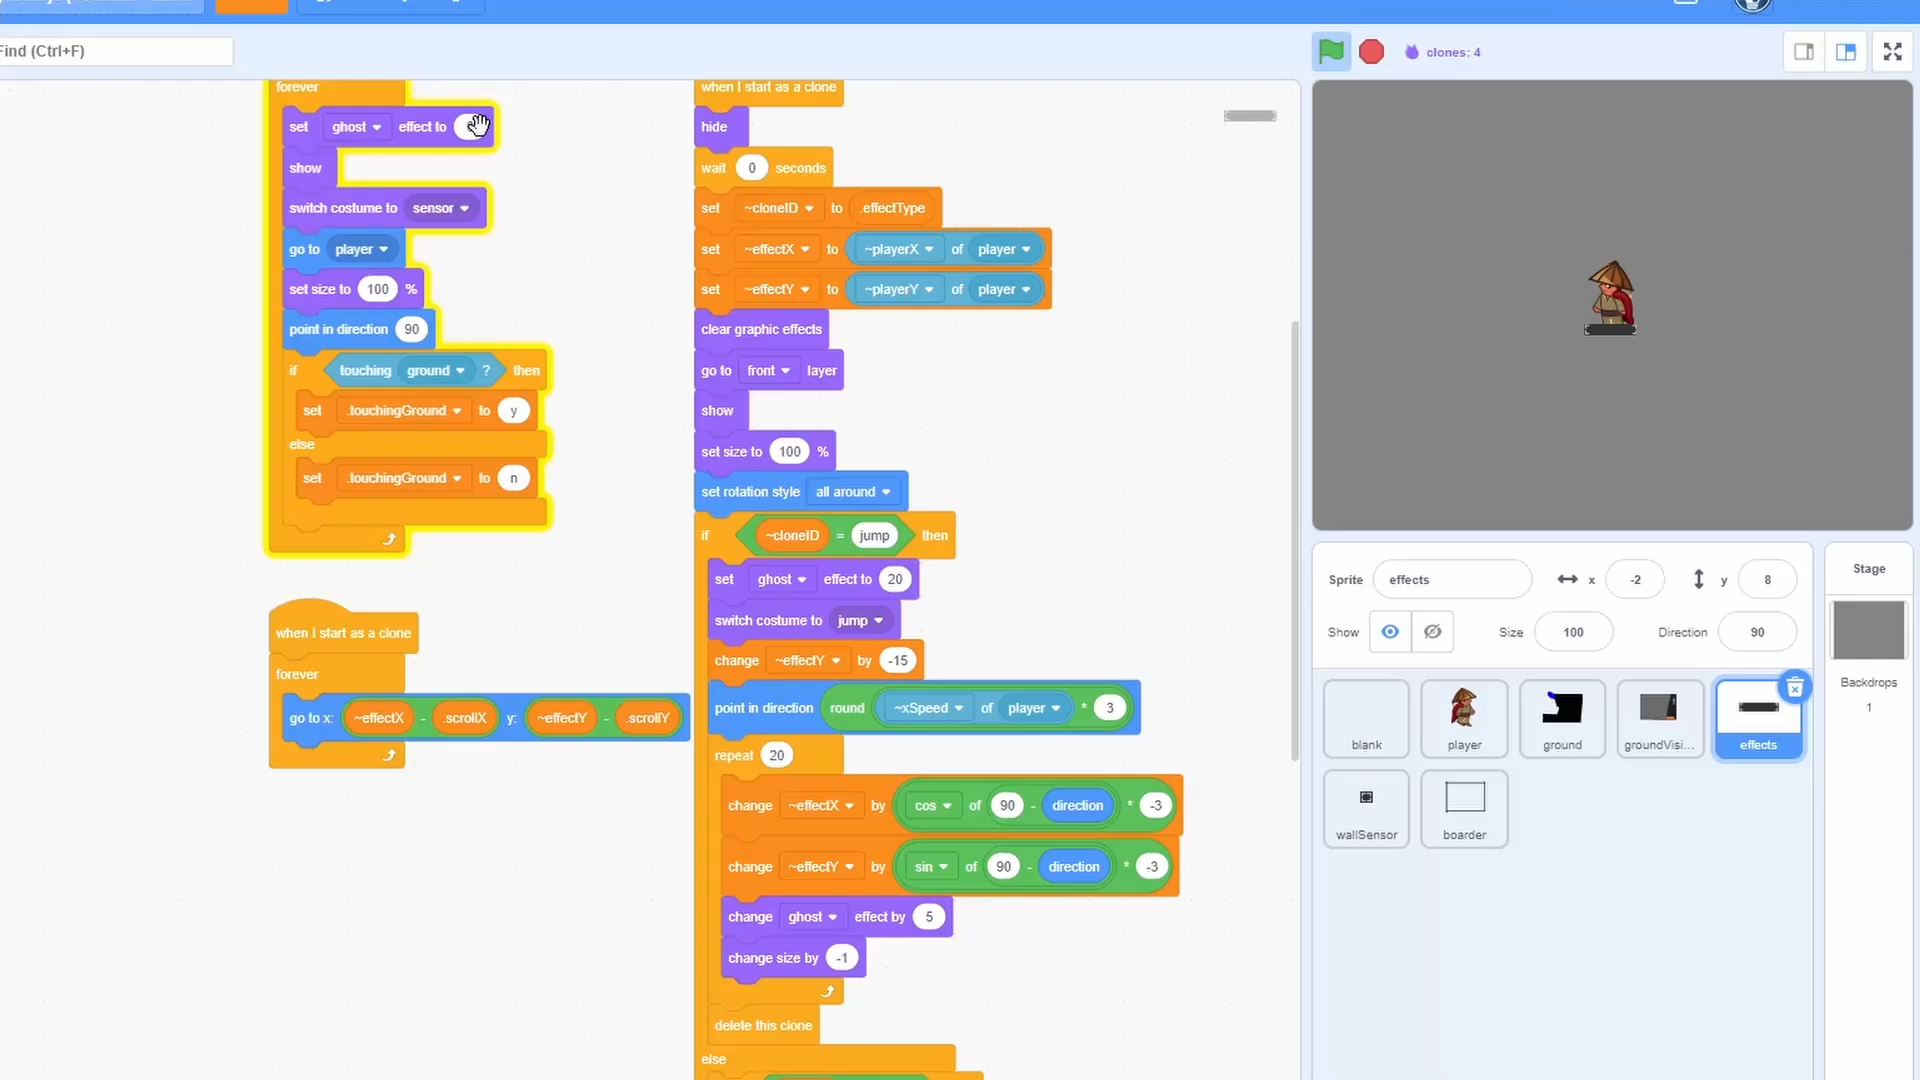 Find (Ctrl+F)
clones: 4
forever
set ghost effect to
show
switch costume to sensor
go to player
set size to 100 %
point in direction 90
if touching ground ? then
set .touchingGround to y
else
set .touchingGround to n
when I start as a clone
forever
go to x: ~effectX - .scrollX y: ~effectY - .scrollY
when I start as a clone
hide
wait 0 seconds
set ~cloneID to .effectType
set ~effectX to ~playerX of player
set ~effectY to ~playerY of player
clear graphic effects
go to front layer
show
set size to 100 %
set rotation style all around
if ~cloneID = jump then
set ghost effect to 20
switch costume to jump
change ~effectY by -15
point in direction round ~xSpeed of player * 3
repeat 20
change ~effectX by cos of 90 - direction * -3
change ~effectY by sin of 90 - direction * -3
change ghost effect by 5
change size by -1
delete this clone
else
Sprite effects x -2 y 8
Show Size 100 Direction 90
blank player ground groundVisi... effects
wallSensor boarder
Stage
Backdrops
1